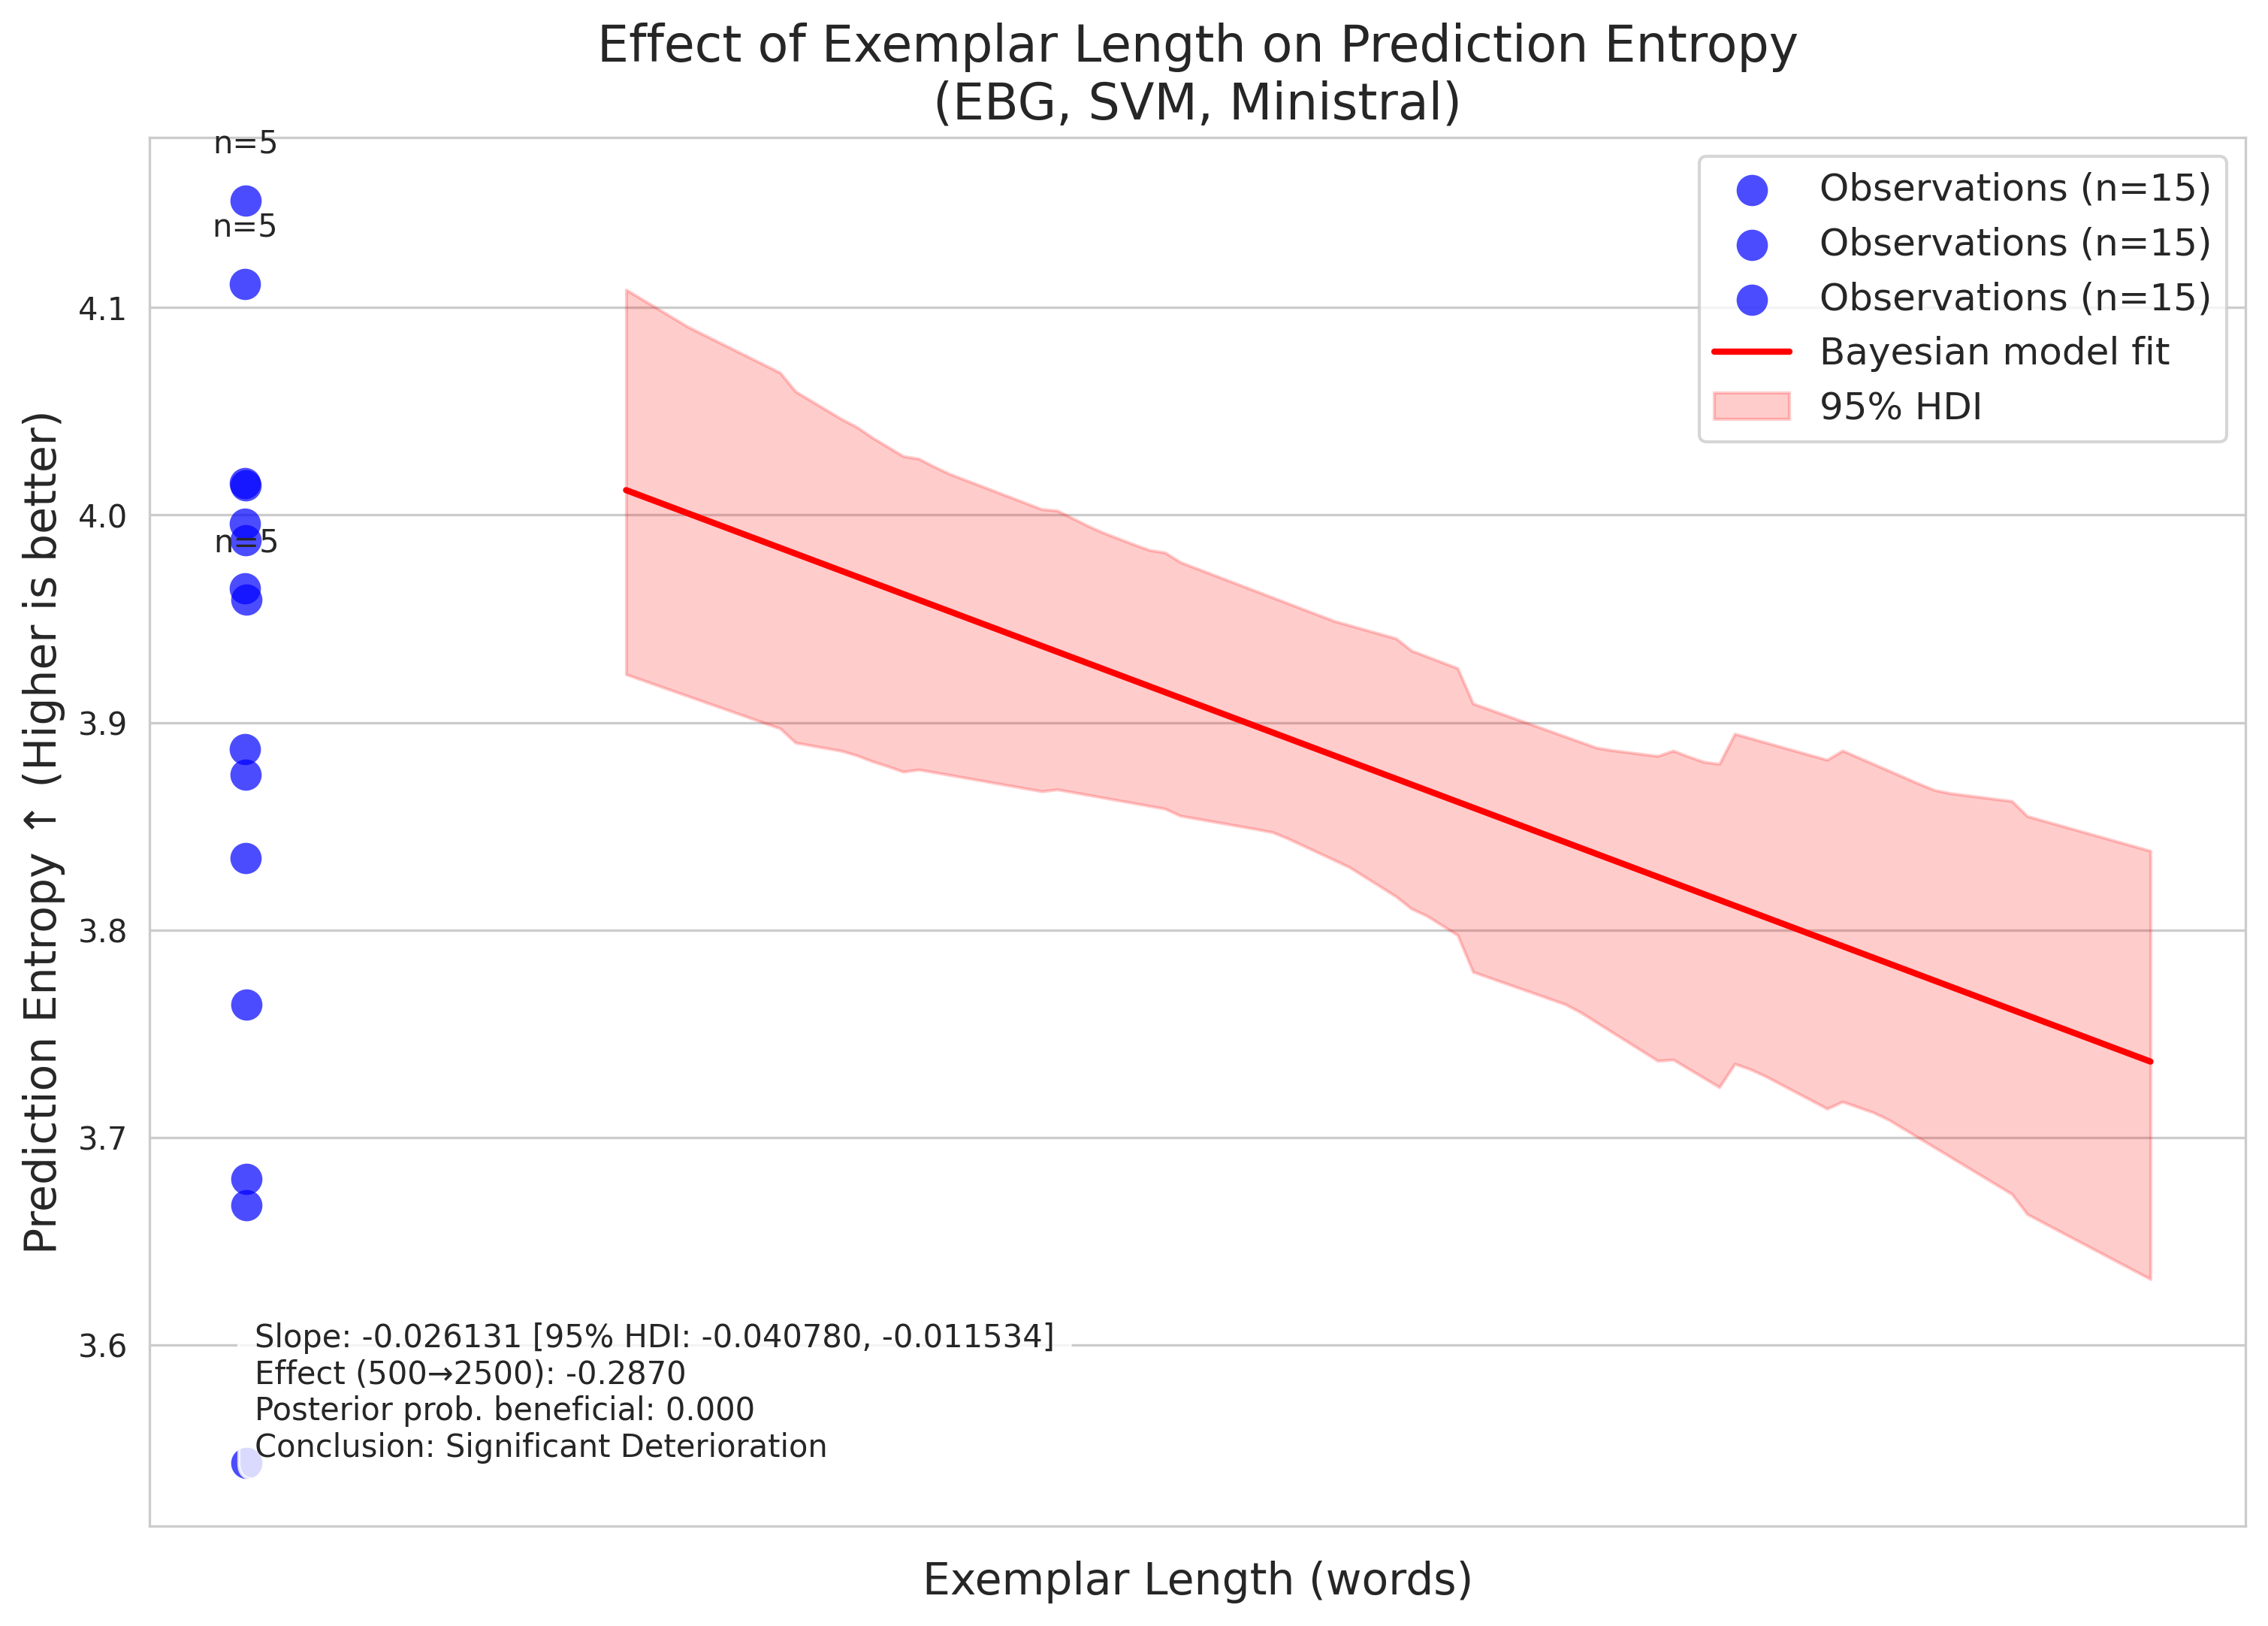 Effect of Exemplar Length on Prediction Entropy
(EBG, SVM, Ministral)
n=5
n=5
n=5
Observations (n=15)
Observations (n=15)
Observations (n=15)
Bayesian model fit
95% HDI
Prediction Entropy ↑ (Higher is better)
4.1
4.0
3.9
3.8
3.7
3.6
Slope: -0.026131 [95% HDI: -0.040780, -0.011534]
Effect (500→2500): -0.2870
Posterior prob. beneficial: 0.000
Conclusion: Significant Deterioration
Exemplar Length (words)